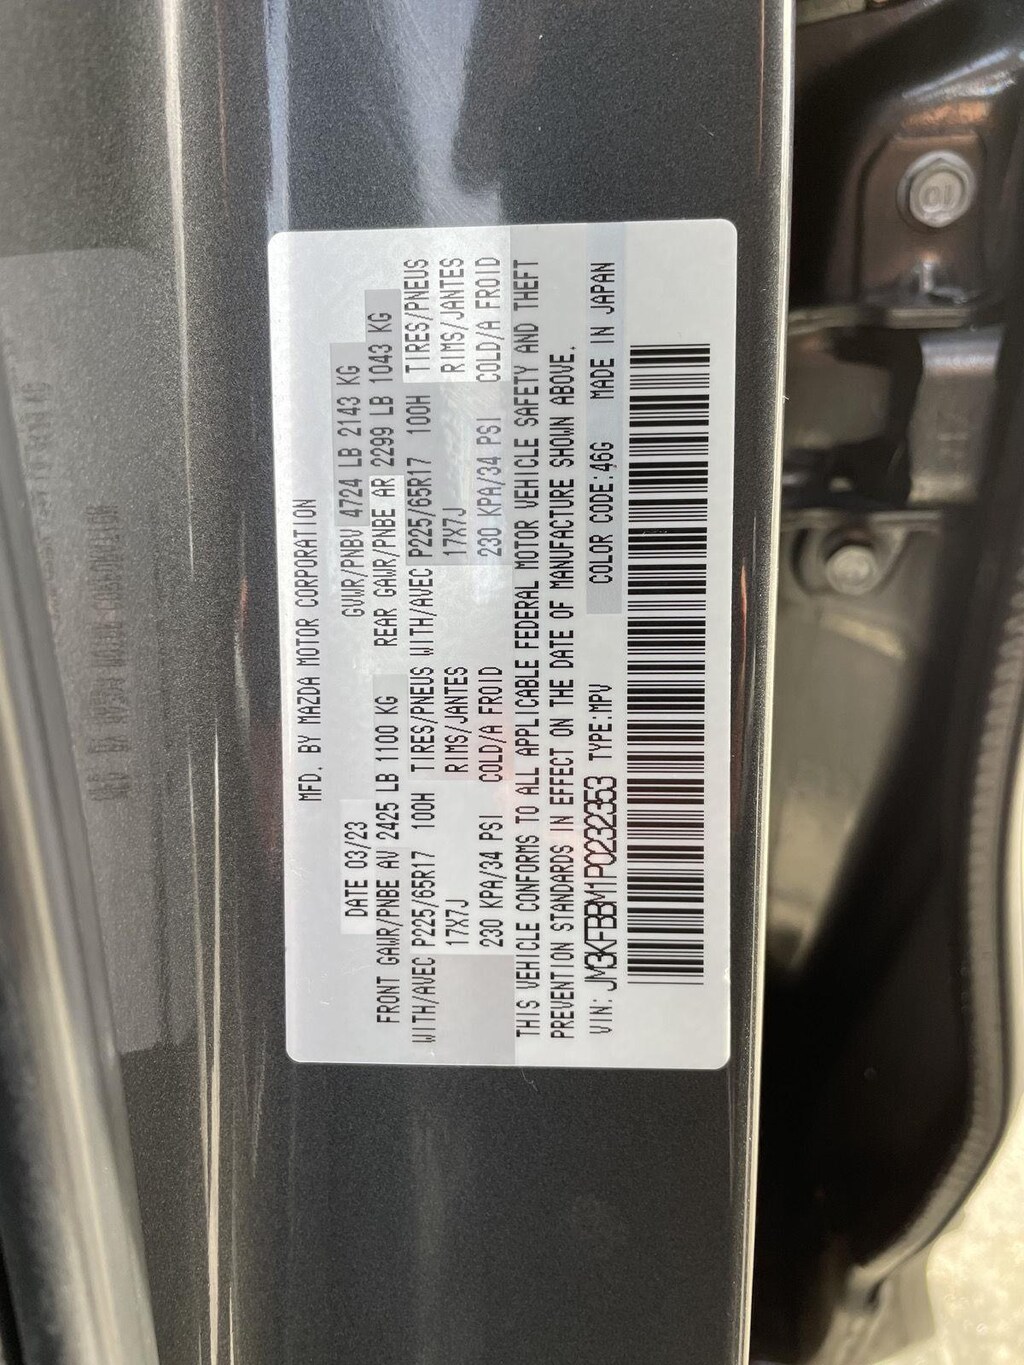 MFD. BY MAZDA MOTOR CORPORATION
DATE 03/23 GVWR/PNBV 4724 LB 2143 KG
FRONT GAWR/PNBE AV 2425 LB 1100 KG REAR GAWR/PNBE AR 2299 LB 1043 KG
WITH/AVEC P225/65R17 100H TIRES/PNEUS WITH/AVEC P225/65R17 100H TIRES/PNEUS
17X7J RIMS/JANTES 17X7J RIMS/JANTES
230 KPA/34 PSI COLD/A FROID 230 KPA/34 PSI COLD/A FROID
THIS VEHICLE CONFORMS TO ALL APPLICABLE FEDERAL MOTOR VEHICLE SAFETY AND THEFT
PREVENTION STANDARDS IN EFFECT ON THE DATE OF MANUFACTURE SHOWN ABOVE.
VIN: JM3KFBBM1P0232353 TYPE:MPV COLOR CODE:46G MADE IN JAPAN
10